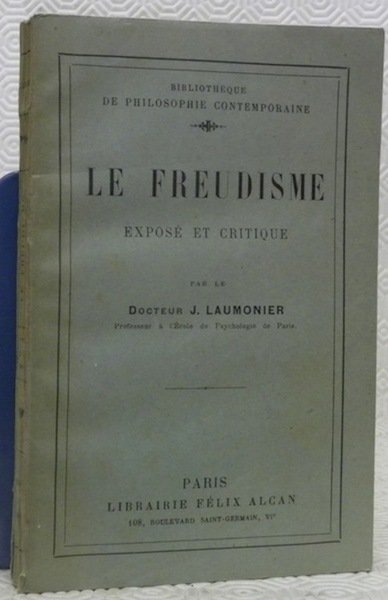 BIBLIOTHÈQUE
DE PHILOSOPHIE CONTEMPORAINE
LE FREUDISME
EXPOSÉ ET CRITIQUE
PAR LE
DOCTEUR J. LAUMONIER
Professeur à l'École de Psychologie de Paris.
PARIS
LIBRAIRIE FÉLIX ALCAN
108, BOULEVARD SAINT-GERMAIN, VIᵉ